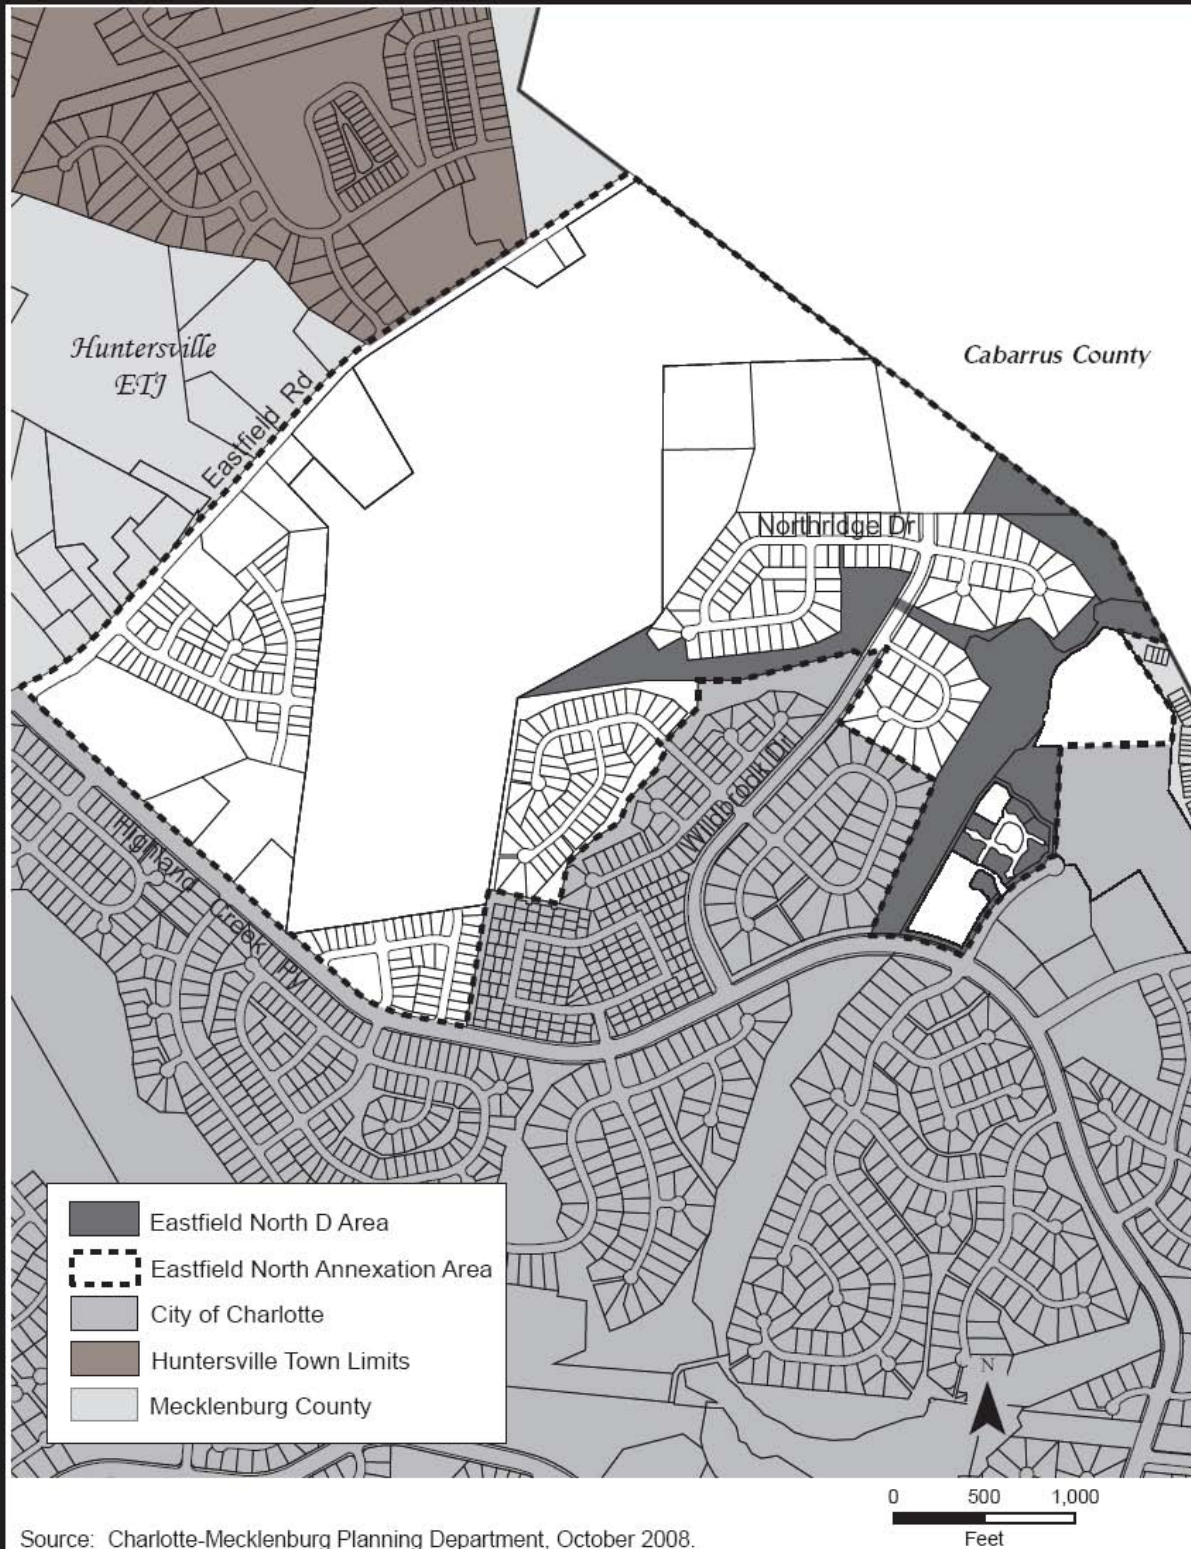 Huntersville
ETJ
Cabarrus County
Eastfield Rd
Northridge Dr
Wildbrook Dr
Highland Creek Py
Eastfield North D Area
Eastfield North Annexation Area
City of Charlotte
Huntersville Town Limits
Mecklenburg County
N
0 500 1,000
Feet
Source: Charlotte-Mecklenburg Planning Department, October 2008.